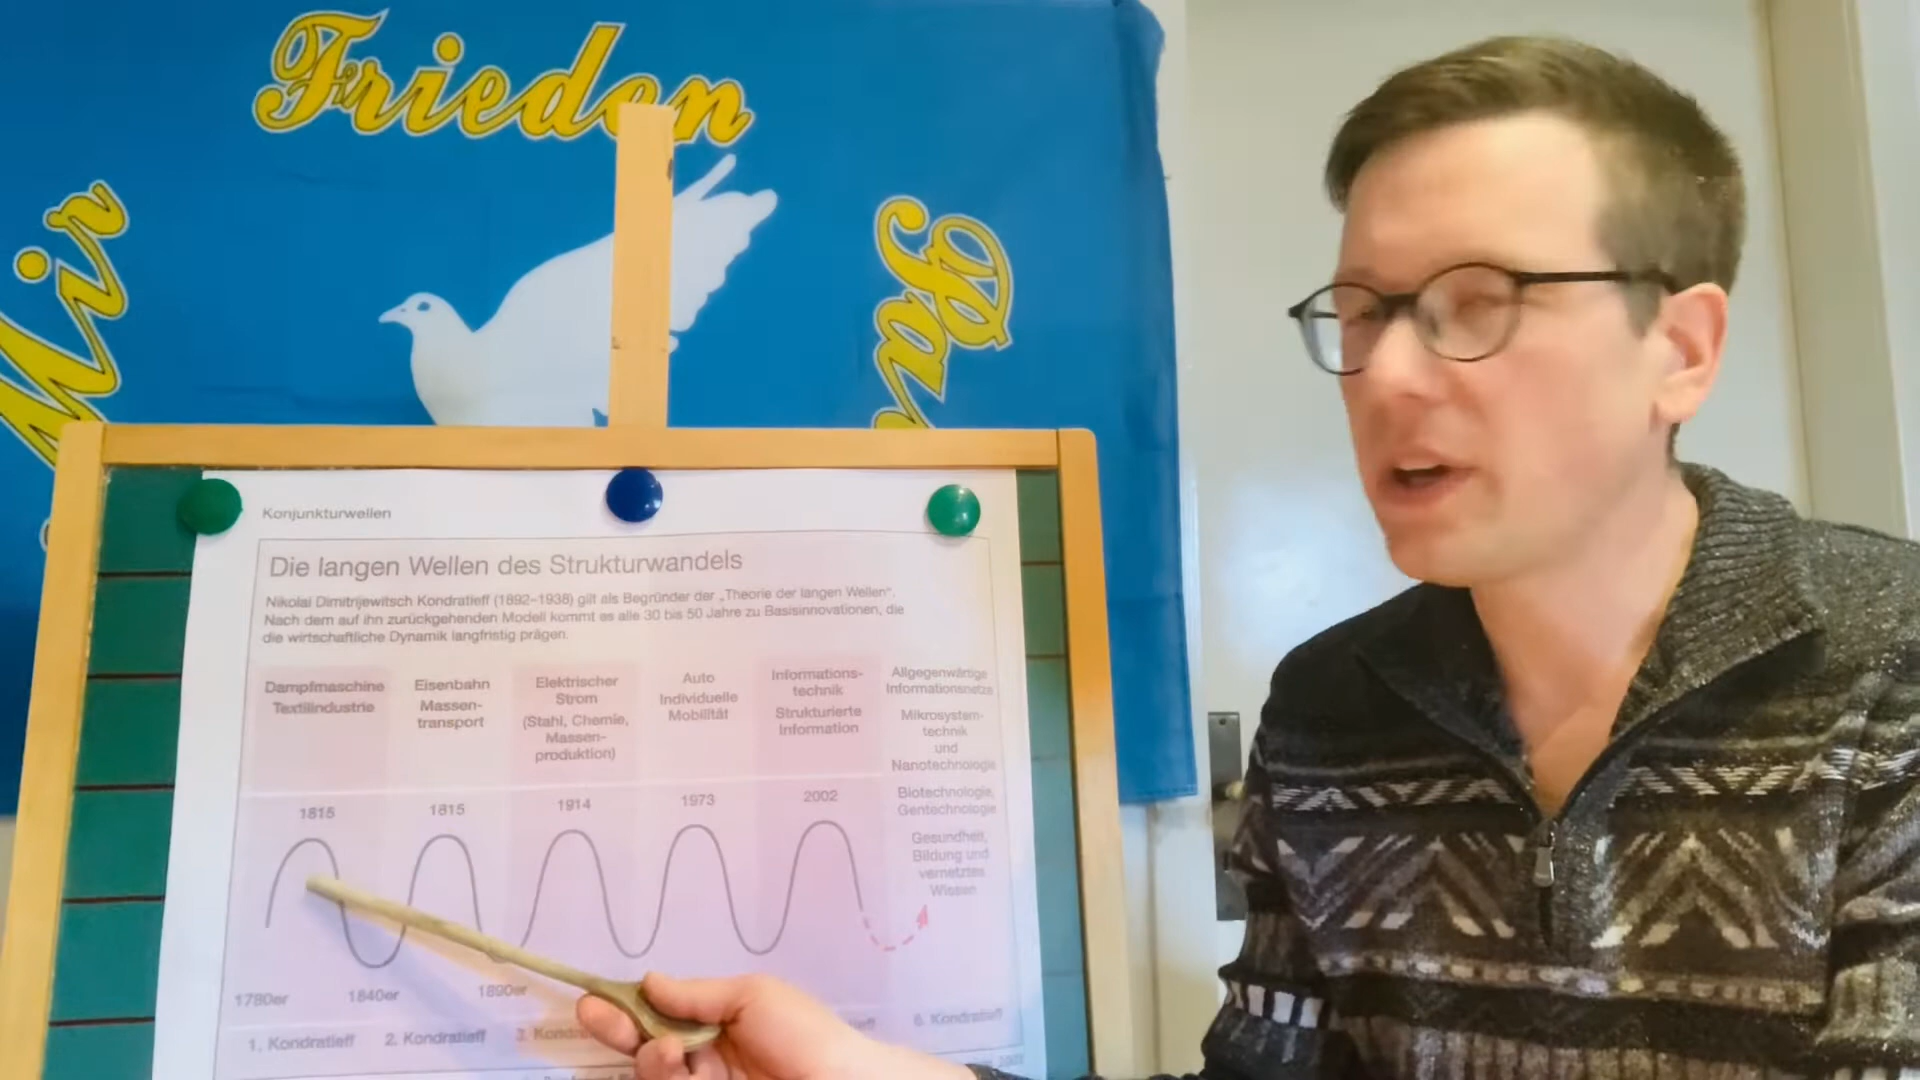 Frieden
Mir
Konjunkturwellen
Die langen Wellen des Strukturwandels
Nikolai Dimitrijewitsch Kondratieff (1892–1938) gilt als Begründer der „Theorie der langen Wellen“.
Nach dem auf ihn zurückgehenden Modell kommt es alle 30 bis 50 Jahre zu Basisinnovationen, die
die wirtschaftliche Dynamik langfristig prägen.
Dampfmaschine
Textilindustrie
Eisenbahn
Massen-
transport
Elektrischer
Strom
(Stahl, Chemie,
Massen-
produktion)
Auto
Individuelle
Mobilität
Informations-
technik
Strukturierte
Information
Allgegenwärtige
Informationsnetze
Mikrosystem-
technik
und
Nanotechnologie
Biotechnologie,
Gentechnologie
Gesundheit,
Bildung und
vernetztes
Wissen
1815
1815
1914
1973
2002
1780er
1840er
1890er
1. Kondratieff
2. Kondratieff
3.
6. Kondratieff